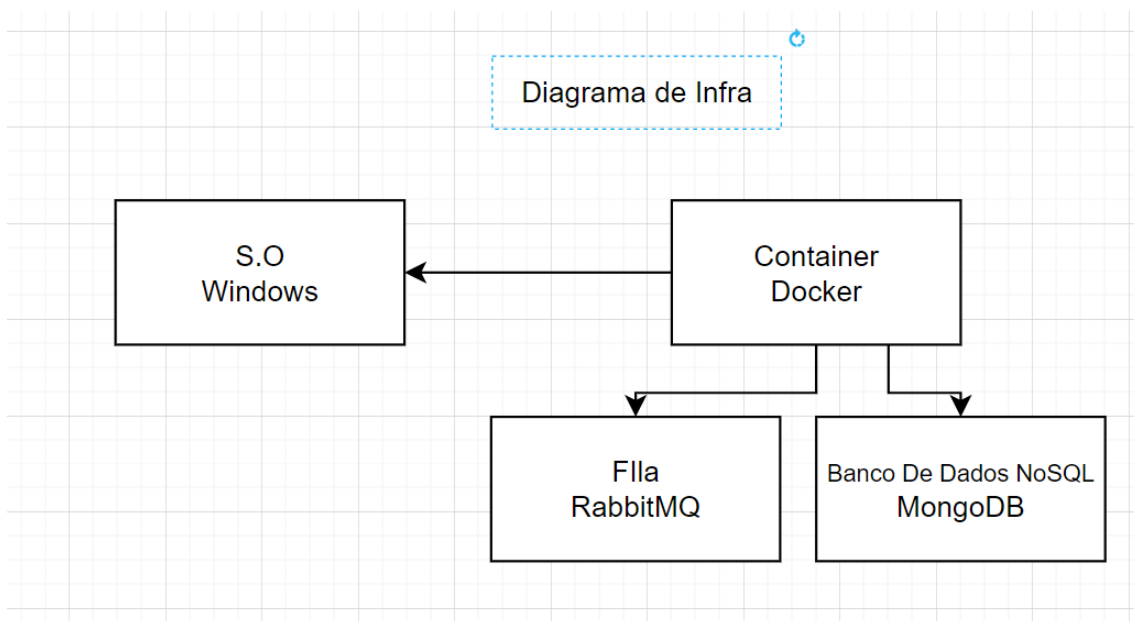 Diagrama de Infra
S.O
Windows
Container
Docker
FIla
RabbitMQ
Banco De Dados NoSQL
MongoDB